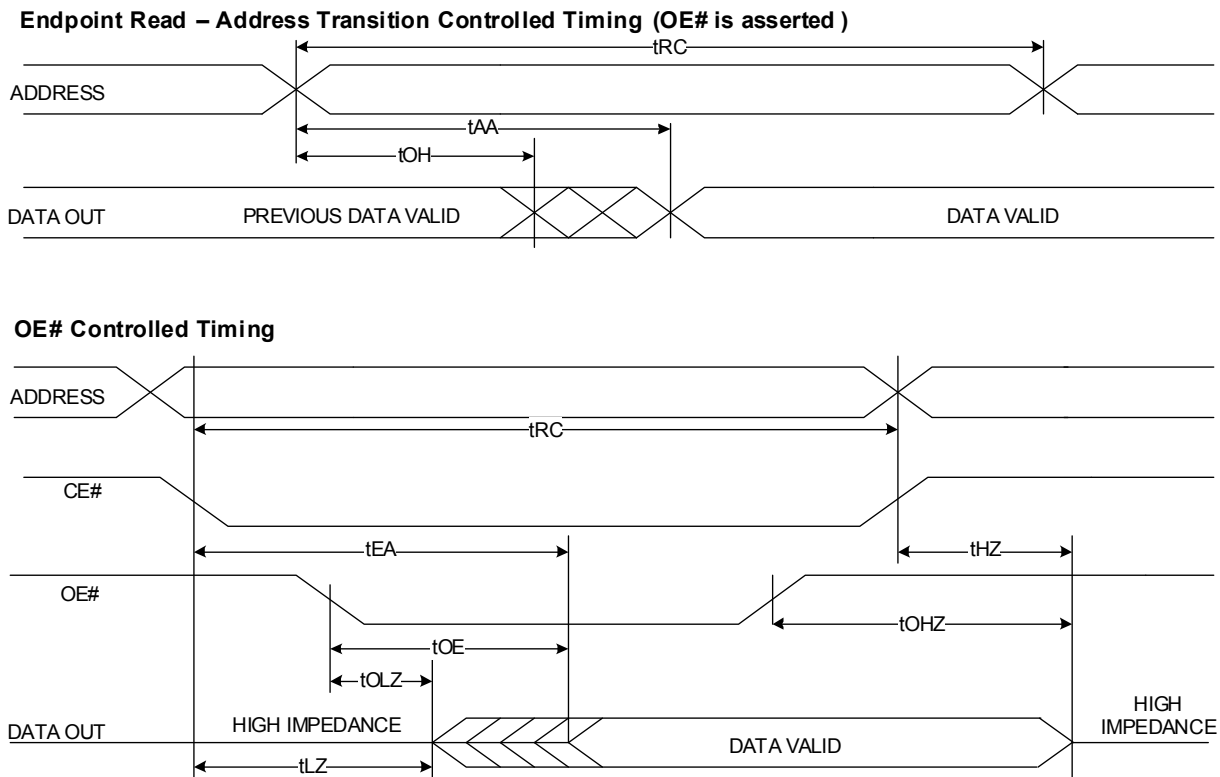 Endpoint Read – Address Transition Controlled Timing (OE# is asserted )
tRC
ADDRESS
tAA
tOH
DATA OUT
PREVIOUS DATA VALID
DATA VALID
OE# Controlled Timing
ADDRESS
tRC
CE#
tEA
tHZ
OE#
tOHZ
tOE
tOLZ
DATA OUT
HIGH IMPEDANCE
DATA VALID
HIGH
IMPEDANCE
tLZ